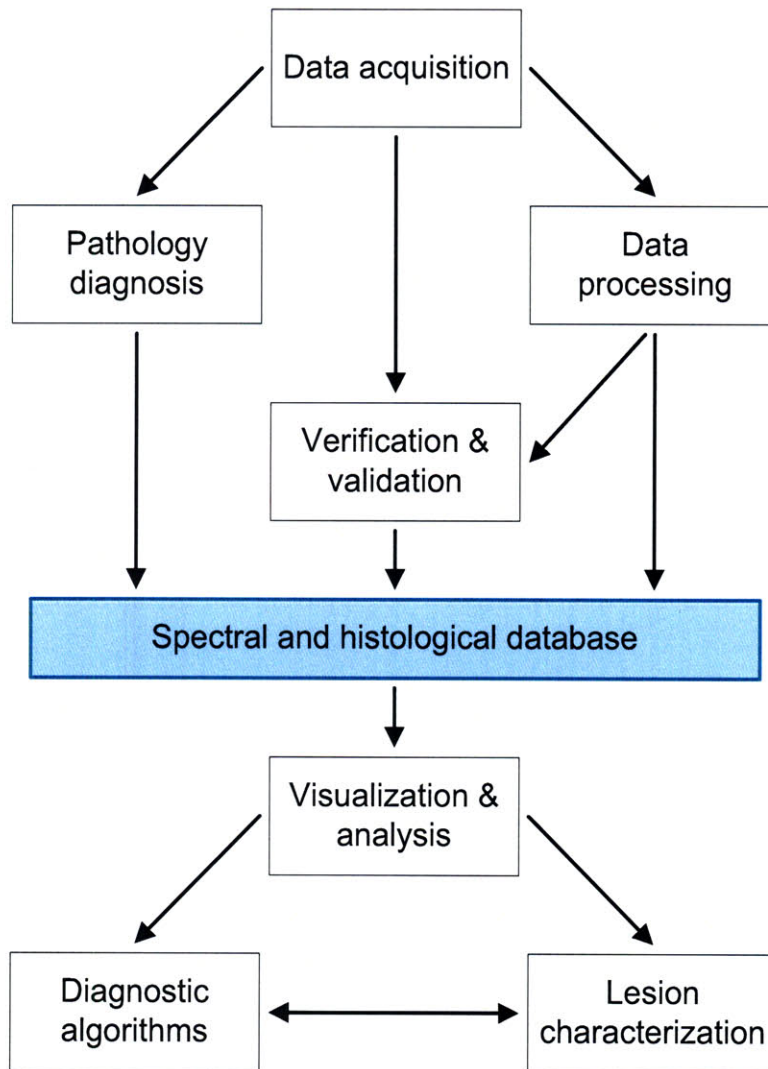 Data acquisition
Pathology
diagnosis
Data
processing
Verification &
validation
Spectral and histological database
Visualization &
analysis
Diagnostic
algorithms
Lesion
characterization